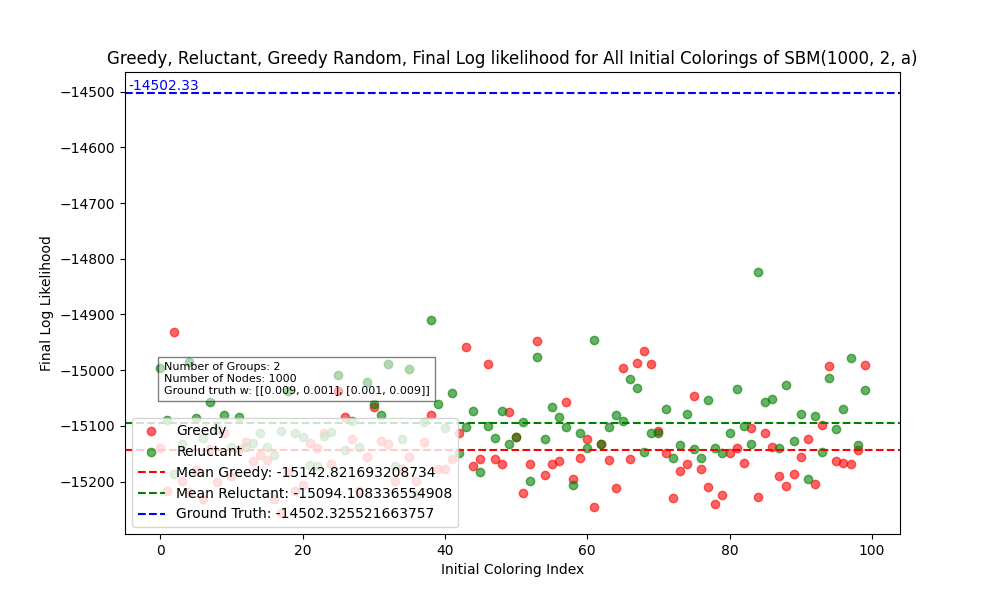 Greedy, Reluctant, Greedy Random, Final Log likelihood for All Initial Colorings of SBM(1000, 2, a)
-14502.33
−14500
−14600
−14700
−14800
−14900
−15000
−15100
−15200
Final Log Likelihood
Number of Groups: 2
Number of Nodes: 1000
Ground truth w: [[0.009, 0.001], [0.001, 0.009]]
Greedy
Reluctant
Mean Greedy: -15142.821693208734
Mean Reluctant: -15094.108336554908
Ground Truth: -14502.325521663757
0 20 40 60 80 100
Initial Coloring Index